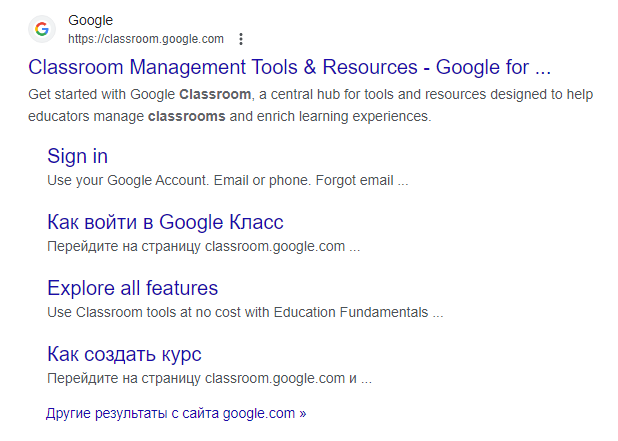 Google
https://classroom.google.com
Classroom Management Tools & Resources - Google for ...
Get started with Google Classroom, a central hub for tools and resources designed to help
educators manage classrooms and enrich learning experiences.
Sign in
Use your Google Account. Email or phone. Forgot email ...
Как войти в Google Класс
Перейдите на страницу classroom.google.com ...
Explore all features
Use Classroom tools at no cost with Education Fundamentals ...
Как создать курс
Перейдите на страницу classroom.google.com и ...
Другие результаты с сайта google.com »